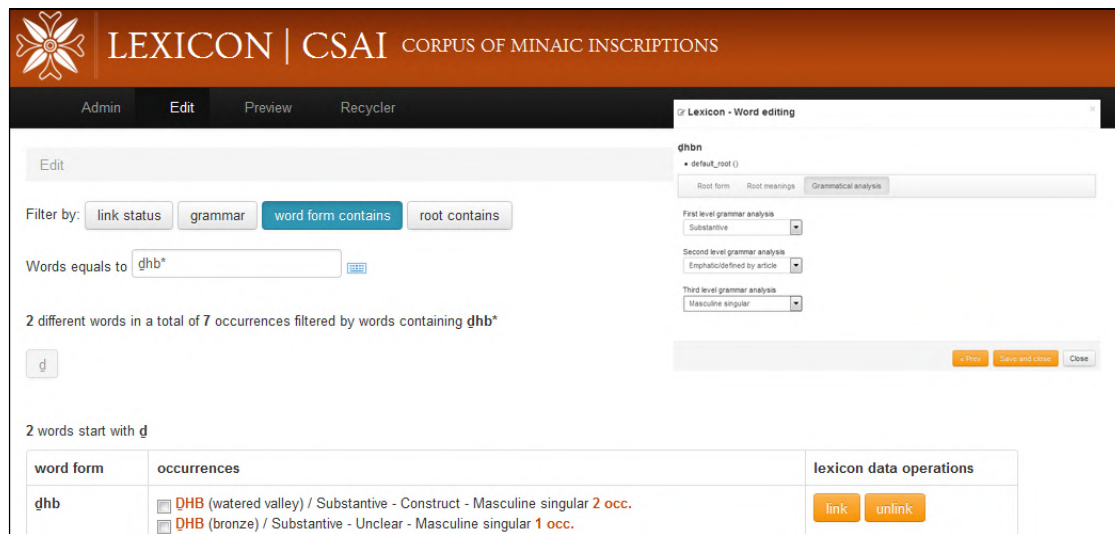 LEXICON | CSAI CORPUS OF MINAIC INSCRIPTIONS
Admin Edit Preview Recycler
Edit
Filter by: link status grammar word form contains root contains
Words equals to ḏhb*
2 different words in a total of 7 occurrences filtered by words containing ḏhb*
ḏ
2 words start with ḏ
word form occurrences lexicon data operations
ḏhb
ḎHB (watered valley) / Substantive - Construct - Masculine singular 2 occ.
ḎHB (bronze) / Substantive - Unclear - Masculine singular 1 occ.
link unlink
Lexicon - Word editing
ḏhbn
• default_root ()
Root form Root meanings Grammatical analysis
First level grammar analysis
Substantive
Second level grammar analysis
Emphatic/defined by article
Third level grammar analysis
Masculine singular
« Prev Save and close Close